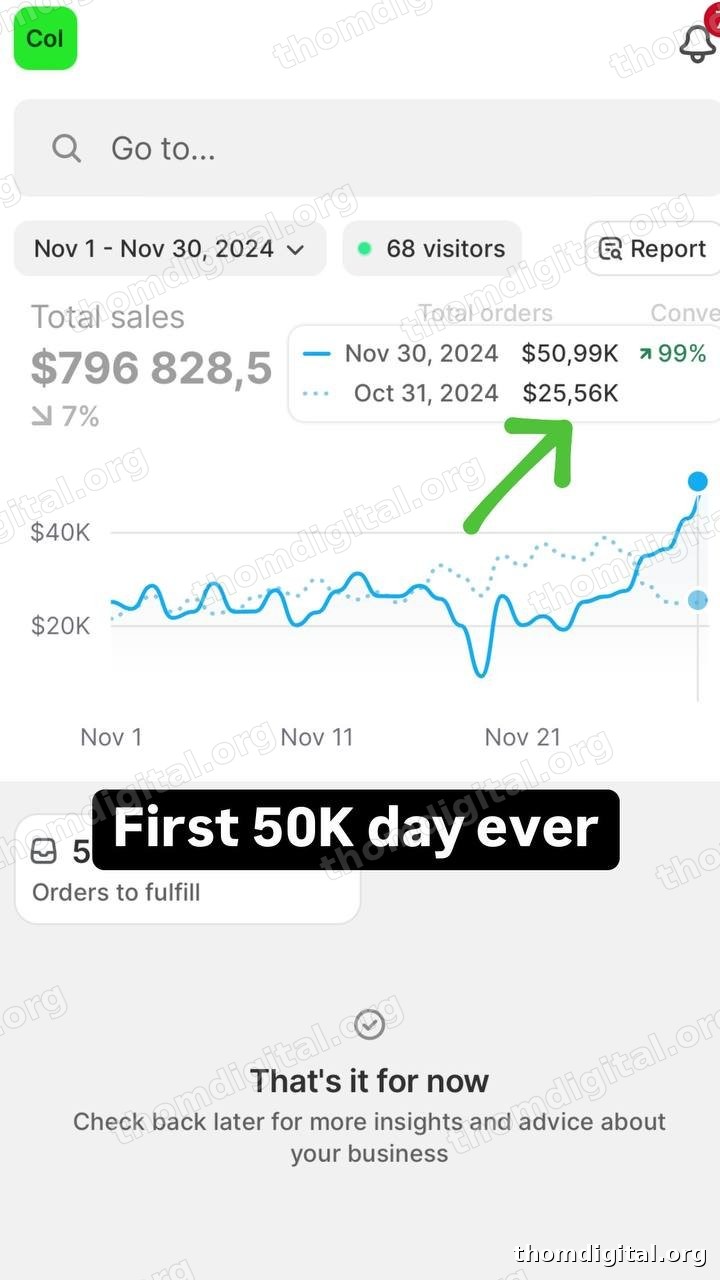 Col
Go to...
Nov 1 - Nov 30, 2024
68 visitors
Report
Total sales
Total orders
Conve
$796 828,5
7%
Nov 30, 2024 $50,99K 99%
Oct 31, 2024 $25,56K
$40K
$20K
Nov 1
Nov 11
Nov 21
First 50K day ever
5
Orders to fulfill
That's it for now
Check back later for more insights and advice about
your business
thomdigital.org